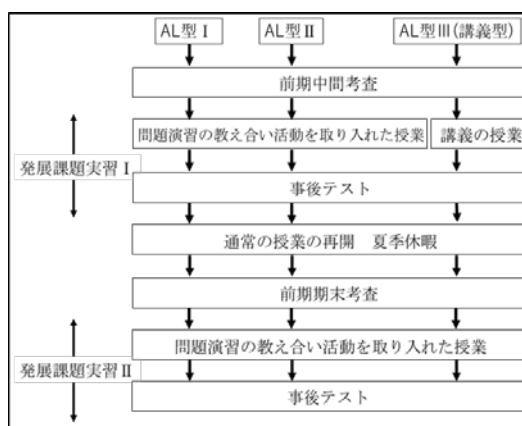 AL型Ⅰ AL型Ⅱ AL型Ⅲ(講義型)
前期中間考査
問題演習の教え合い活動を取り入れた授業 講義の授業
発展課題実習Ⅰ
事後テスト
通常の授業の再開　夏季休暇
前期期末考査
問題演習の教え合い活動を取り入れた授業
発展課題実習Ⅱ
事後テスト